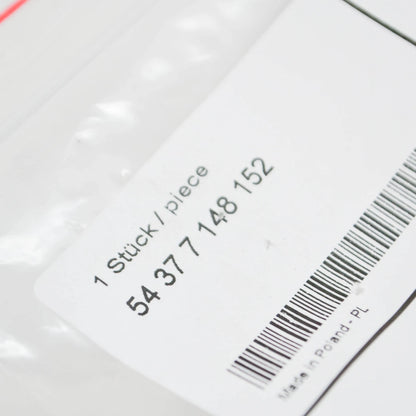 1 Stück / piece
54 37 7 148 152
Made in Poland - PL